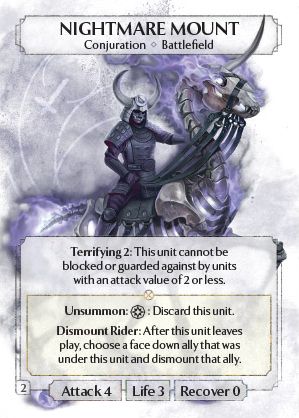 NIGHTMARE MOUNT
Conjuration ◇ Battlefield
Terrifying 2: This unit cannot be
blocked or guarded against by units
with an attack value of 2 or less.
Unsummon: : Discard this unit.
Dismount Rider: After this unit leaves
play, choose a face down ally that was
under this unit and dismount that ally.
2
Attack 4 Life 3 Recover 0